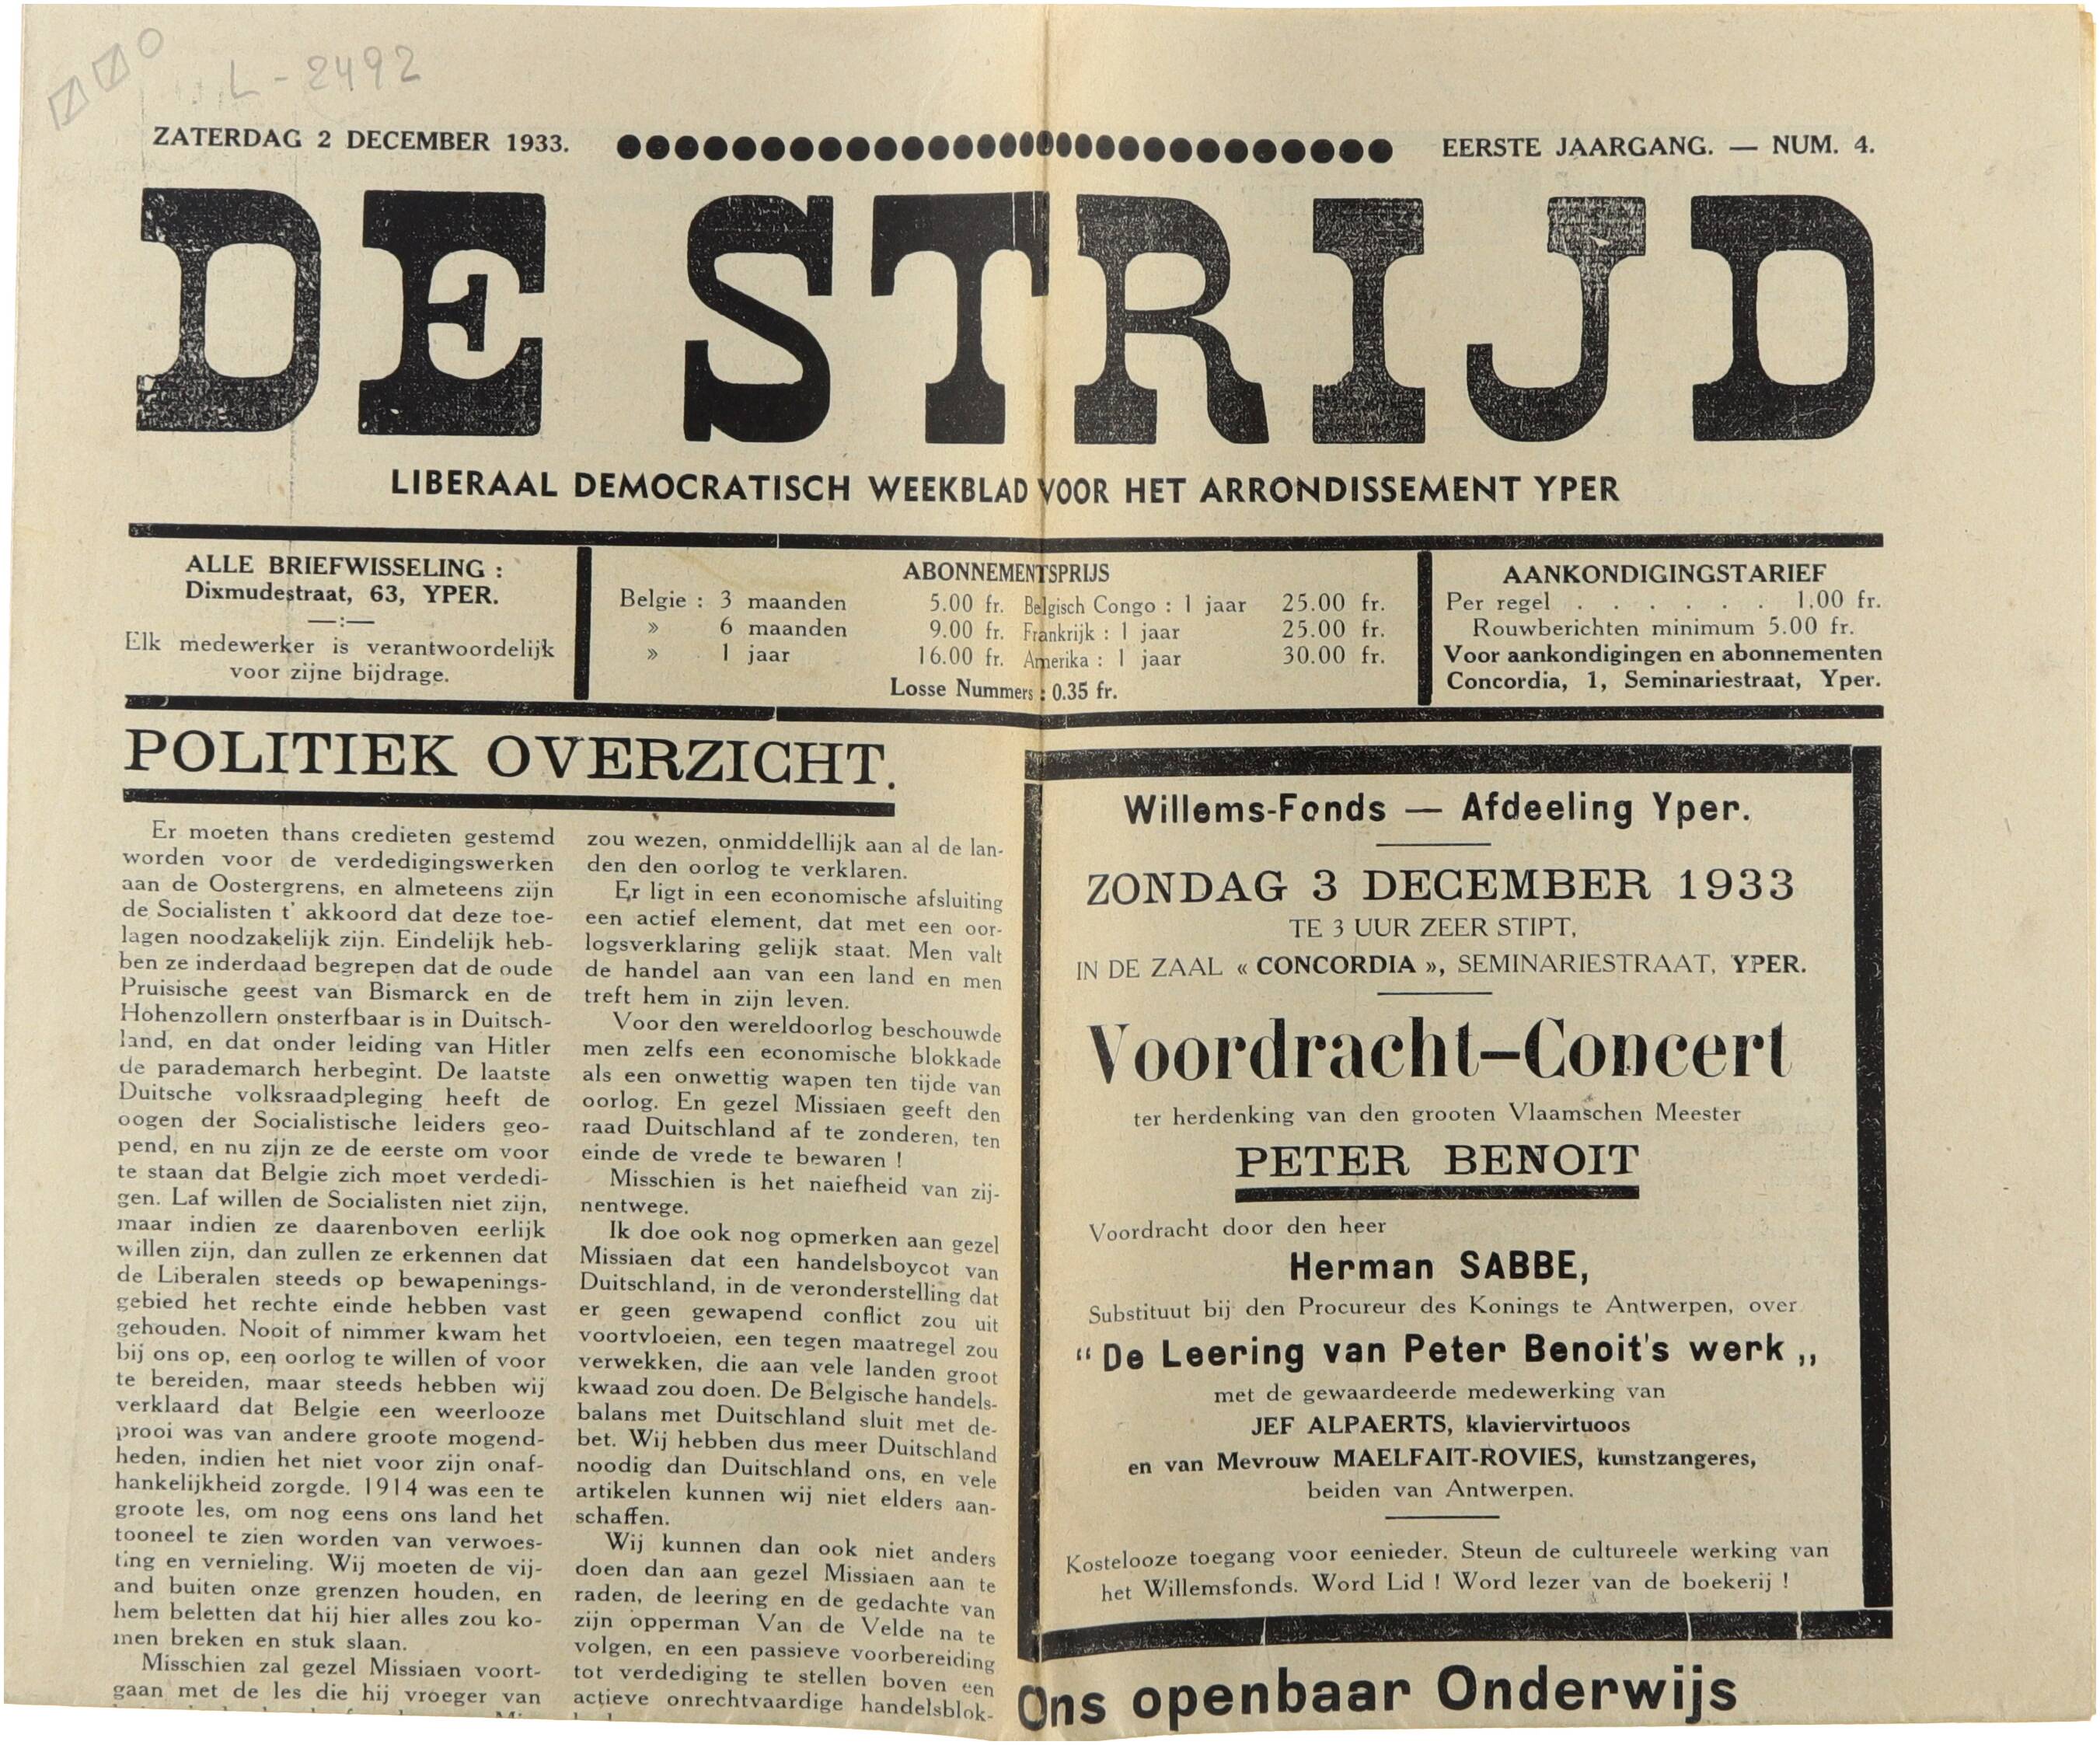 L-2492
ZATERDAG 2 DECEMBER 1933.
EERSTE JAARGANG. — NUM. 4.
DE STRIJD
LIBERAAL DEMOCRATISCH WEEKBLAD VOOR HET ARRONDISSEMENT YPER
ALLE BRIEFWISSELING :
Dixmudestraat, 63, YPER.
—:—
Elk medewerker is verantwoordelijk
voor zijne bijdrage.
ABONNEMENTSPRIJS
Belgie : 3 maanden 5.00 fr. Belgisch Congo : 1 jaar 25.00 fr.
» 6 maanden 9.00 fr. Frankrijk : 1 jaar 25.00 fr.
» 1 jaar 16.00 fr. Amerika : 1 jaar 30.00 fr.
Losse Nummers : 0.35 fr.
AANKONDIGINGSTARIEF
Per regel . . . . . . . 1.00 fr.
Rouwberichten minimum 5.00 fr.
Voor aankondigingen en abonnementen
Concordia, 1, Seminariestraat, Yper.
POLITIEK OVERZICHT.
Er moeten thans credieten gestemd
worden voor de verdedigingswerken
aan de Oostergrens, en almeteens zijn
de Socialisten t' akkoord dat deze toe-
lagen noodzakelijk zijn. Eindelijk heb-
ben ze inderdaad begrepen dat de oude
Pruisische geest van Bismarck en de
Hohenzollern onsterfbaar is in Duitsch-
land, en dat onder leiding van Hitler
de parademarch herbegint. De laatste
Duitsche volksraadpleging heeft de
oogen der Socialistische leiders geo-
pend, en nu zijn ze de eerste om voor
te staan dat Belgie zich moet verdedi-
gen. Laf willen de Socialisten niet zijn,
maar indien ze daarenboven eerlijk
willen zijn, dan zullen ze erkennen dat
de Liberalen steeds op bewapenings-
gebied het rechte einde hebben vast
gehouden. Nooit of nimmer kwam het
bij ons op, een oorlog te willen of voor
te bereiden, maar steeds hebben wij
verklaard dat Belgie een weerlooze
prooi was van andere groote mogend-
heden, indien het niet voor zijn onaf-
hankelijkheid zorgde. 1914 was een te
groote les, om nog eens ons land het
tooneel te zien worden van verwoes-
ting en vernieling. Wij moeten de vij-
and buiten onze grenzen houden, en
hem beletten dat hij hier alles zou ko-
men breken en stuk slaan.
Misschien zal gezel Missiaen voort-
gaan met de les die hij vroeger van
zou wezen, onmiddellijk aan al de lan-
den den oorlog te verklaren.
Er ligt in een economische afsluiting
een actief element, dat met een oor-
logsverklaring gelijk staat. Men valt
de handel aan van een land en men
treft hem in zijn leven.
Voor den wereldoorlog beschouwde
men zelfs een economische blokkade
als een onwettig wapen ten tijde van
oorlog. En gezel Missiaen geeft den
raad Duitschland af te zonderen, ten
einde de vrede te bewaren !
Misschien is het naiefheid van zij-
nentwege.
Ik doe ook nog opmerken aan gezel
Missiaen dat een handelsboycot van
Duitschland, in de veronderstelling dat
er geen gewapend conflict zou uit
voortvloeien, een tegen maatregel zou
verwekken, die aan vele landen groot
kwaad zou doen. De Belgische handels-
balans met Duitschland sluit met de-
bet. Wij hebben dus meer Duitschland
noodig dan Duitschland ons, en vele
artikelen kunnen wij niet elders aan-
schaffen.
Wij kunnen dan ook niet anders
doen dan aan gezel Missiaen aan te
raden, de leering en de gedachte van
zijn opperman Van de Velde na te
volgen, en een passieve voorbereiding
tot verdediging te stellen boven een
actieve onrechtvaardige handelsblok-
Willems-Fonds — Afdeeling Yper.
ZONDAG 3 DECEMBER 1933
TE 3 UUR ZEER STIPT,
IN DE ZAAL « CONCORDIA », SEMINARIESTRAAT, YPER.
Voordracht-Concert
ter herdenking van den grooten Vlaamschen Meester
PETER BENOIT
Voordracht door den heer
Herman SABBE,
Substituut bij den Procureur des Konings te Antwerpen, over
“ De Leering van Peter Benoit's werk „
met de gewaardeerde medewerking van
JEF ALPAERTS, klaviervirtuoos
en van Mevrouw MAELFAIT-ROVIES, kunstzangeres,
beiden van Antwerpen.
Kostelooze toegang voor eenieder. Steun de cultureele werking van
het Willemsfonds. Word Lid ! Word lezer van de boekerij !
Ons openbaar Onderwijs